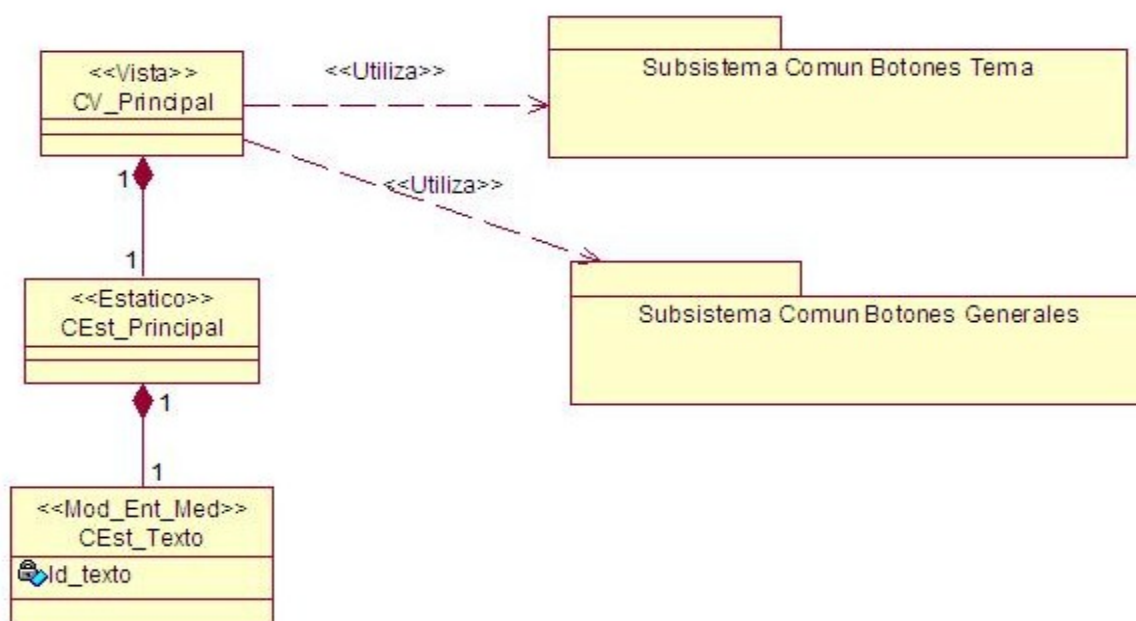 <<Vista>>
CV_Principal
<<Utiliza>>
Subsistema Comun Botones Tema
<<Utiliza>>
1
1
<<Estatico>>
CEst_Principal
Subsistema Comun Botones Generales
1
1
<<Mod_Ent_Med>>
CEst_Texto
Id_texto